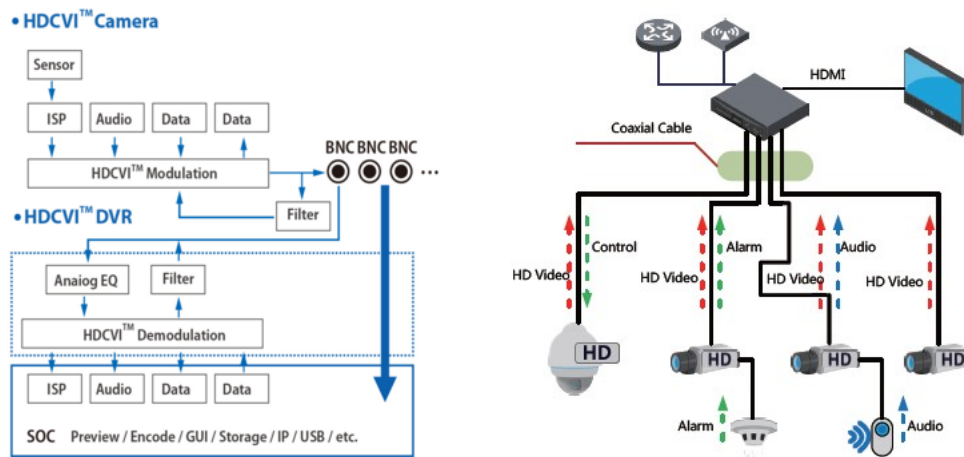 • HDCVI™ Camera
Sensor
ISP Audio Data Data
BNC BNC BNC
HDCVI™ Modulation
...
Filter
• HDCVI™ DVR
Anaiog EQ Filter
HDCVI™ Demodulation
ISP Audio Data Data
SOC Preview / Encode / GUI / Storage / IP / USB / etc.
HDMI
Coaxial Cable
Control Alarm Audio
HD Video HD Video HD Video HD Video
HD HD HD HD
Alarm Audio